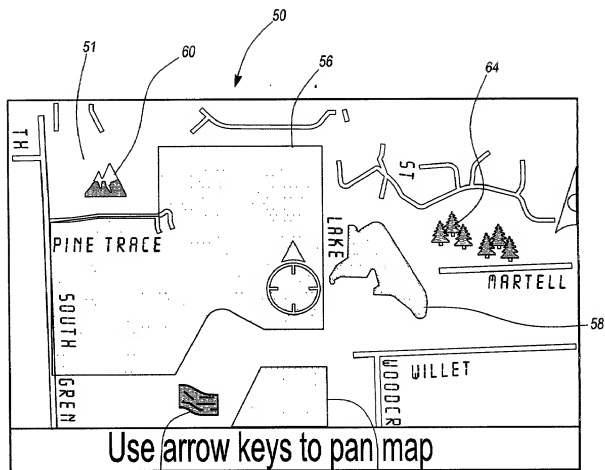 50
51
60
56
64
TH
ST
LAKE
PINE TRACE
MARTELL
SOUTH
58
WILLET
WOODCR
GREN
Use arrow keys to pan map